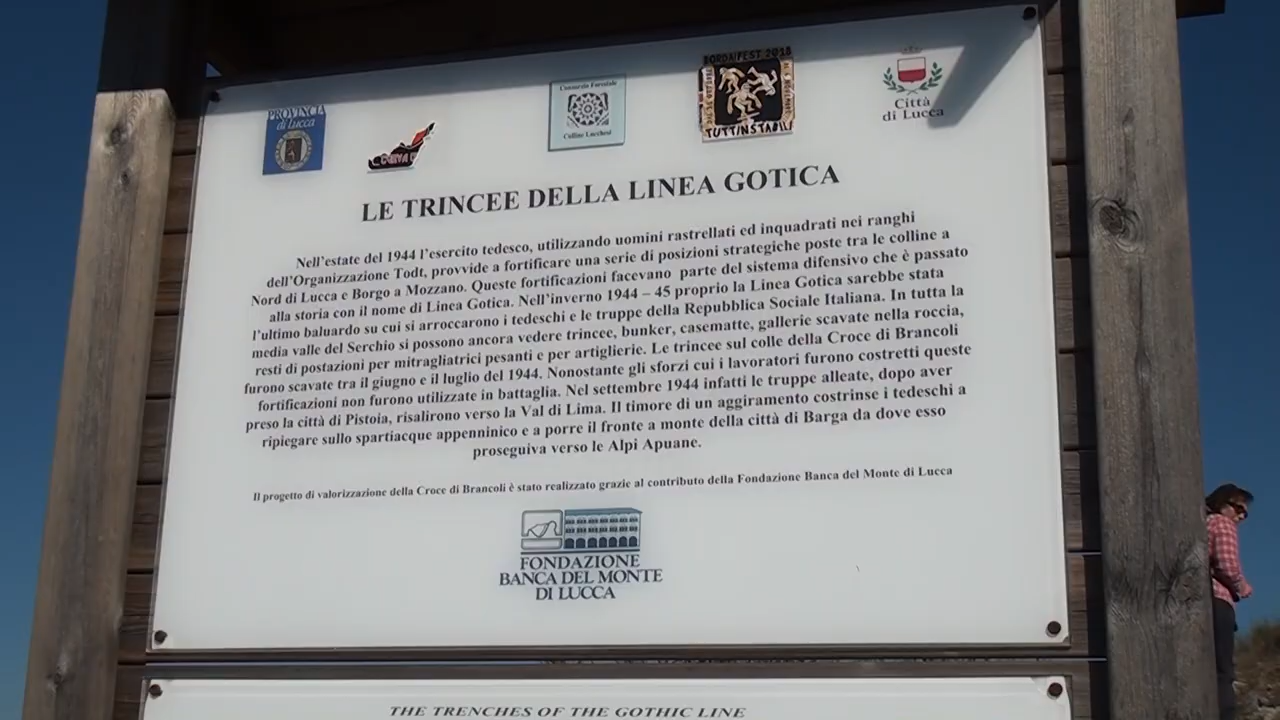 PROVINCIA
di Lucca
Consorzio Forestale
Colline Lucchesi
BORDAIFEST 2018
TUTTINSTABILI
Città
di Lucca
LE TRINCEE DELLA LINEA GOTICA
Nell'estate del 1944 l'esercito tedesco, utilizzando uomini rastrellati ed inquadrati nei ranghi
dell'Organizzazione Todt, provvide a fortificare una serie di posizioni strategiche poste tra le colline a
Nord di Lucca e Borgo a Mozzano. Queste fortificazioni facevano parte del sistema difensivo che è passato
alla storia con il nome di Linea Gotica. Nell'inverno 1944 – 45 proprio la Linea Gotica sarebbe stata
l'ultimo baluardo su cui si arroccarono i tedeschi e le truppe della Repubblica Sociale Italiana. In tutta la
media valle del Serchio si possono ancora vedere trincee, bunker, casematte, gallerie scavate nella roccia,
resti di postazioni per mitragliatrici pesanti e per artiglierie. Le trincee sul colle della Croce di Brancoli
furono scavate tra il giugno e il luglio del 1944. Nonostante gli sforzi cui i lavoratori furono costretti queste
fortificazioni non furono utilizzate in battaglia. Nel settembre 1944 infatti le truppe alleate, dopo aver
preso la città di Pistoia, risalirono verso la Val di Lima. Il timore di un aggiramento costrinse i tedeschi a
ripiegare sullo spartiacque appenninico e a porre il fronte a monte della città di Barga da dove esso
proseguiva verso le Alpi Apuane.
Il progetto di valorizzazione della Croce di Brancoli è stato realizzato grazie al contributo della Fondazione Banca del Monte di Lucca
FONDAZIONE
BANCA DEL MONTE
DI LUCCA
THE TRENCHES OF THE GOTHIC LINE